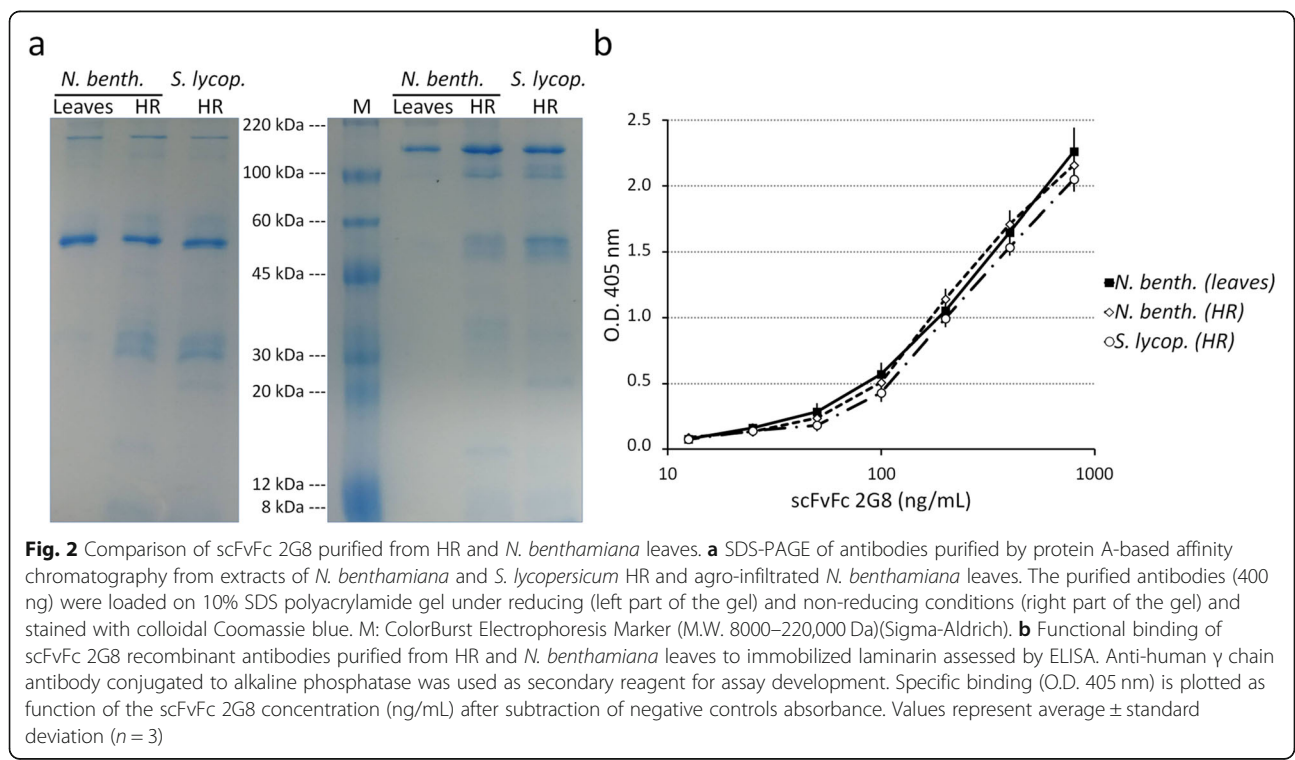 a
b
N. benth. S. lycop.
Leaves HR HR
N. benth. S. lycop.
M Leaves HR HR
220 kDa ---
100 kDa ---
60 kDa ---
45 kDa ---
30 kDa ---
20 kDa ---
12 kDa ---
8 kDa ---
2.5
2.0
1.5
1.0
0.5
0.0
O.D. 405 nm
10 100 1000
scFvFc 2G8 (ng/mL)
N. benth. (leaves)
N. benth. (HR)
S. lycop. (HR)
Fig. 2 Comparison of scFvFc 2G8 purified from HR and N. benthamiana leaves. a SDS-PAGE of antibodies purified by protein A-based affinity
chromatography from extracts of N. benthamiana and S. lycopersicum HR and agro-infiltrated N. benthamiana leaves. The purified antibodies (400
ng) were loaded on 10% SDS polyacrylamide gel under reducing (left part of the gel) and non-reducing conditions (right part of the gel) and
stained with colloidal Coomassie blue. M: ColorBurst Electrophoresis Marker (M.W. 8000–220,000 Da)(Sigma-Aldrich). b Functional binding of
scFvFc 2G8 recombinant antibodies purified from HR and N. benthamiana leaves to immobilized laminarin assessed by ELISA. Anti-human γ chain
antibody conjugated to alkaline phosphatase was used as secondary reagent for assay development. Specific binding (O.D. 405 nm) is plotted as
function of the scFvFc 2G8 concentration (ng/mL) after subtraction of negative controls absorbance. Values represent average ± standard
deviation (n = 3)